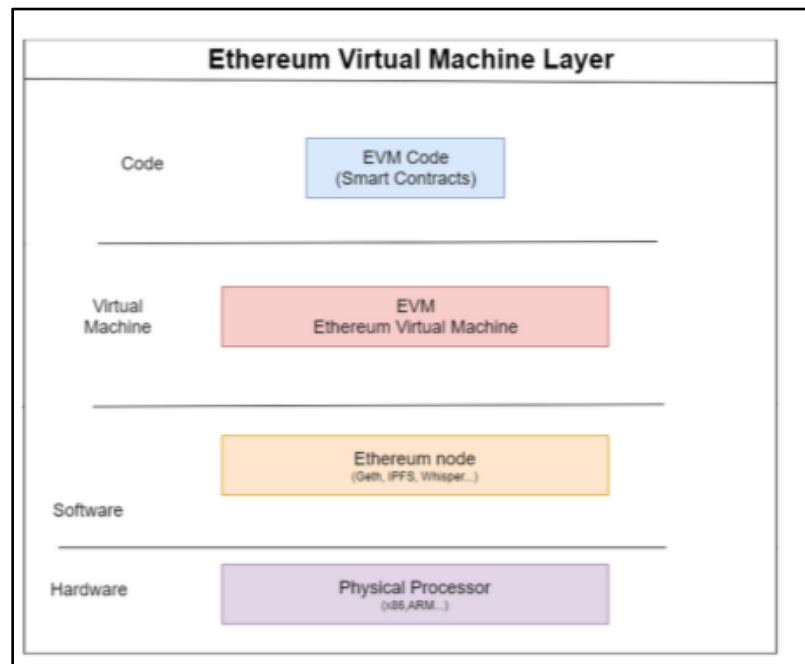 Ethereum Virtual Machine Layer
Code
EVM Code
(Smart Contracts)
Virtual
Machine
EVM
Ethereum Virtual Machine
Ethereum node
(Geth, IPFS, Whisper...)
Software
Hardware
Physical Processor
(x86,ARM...)